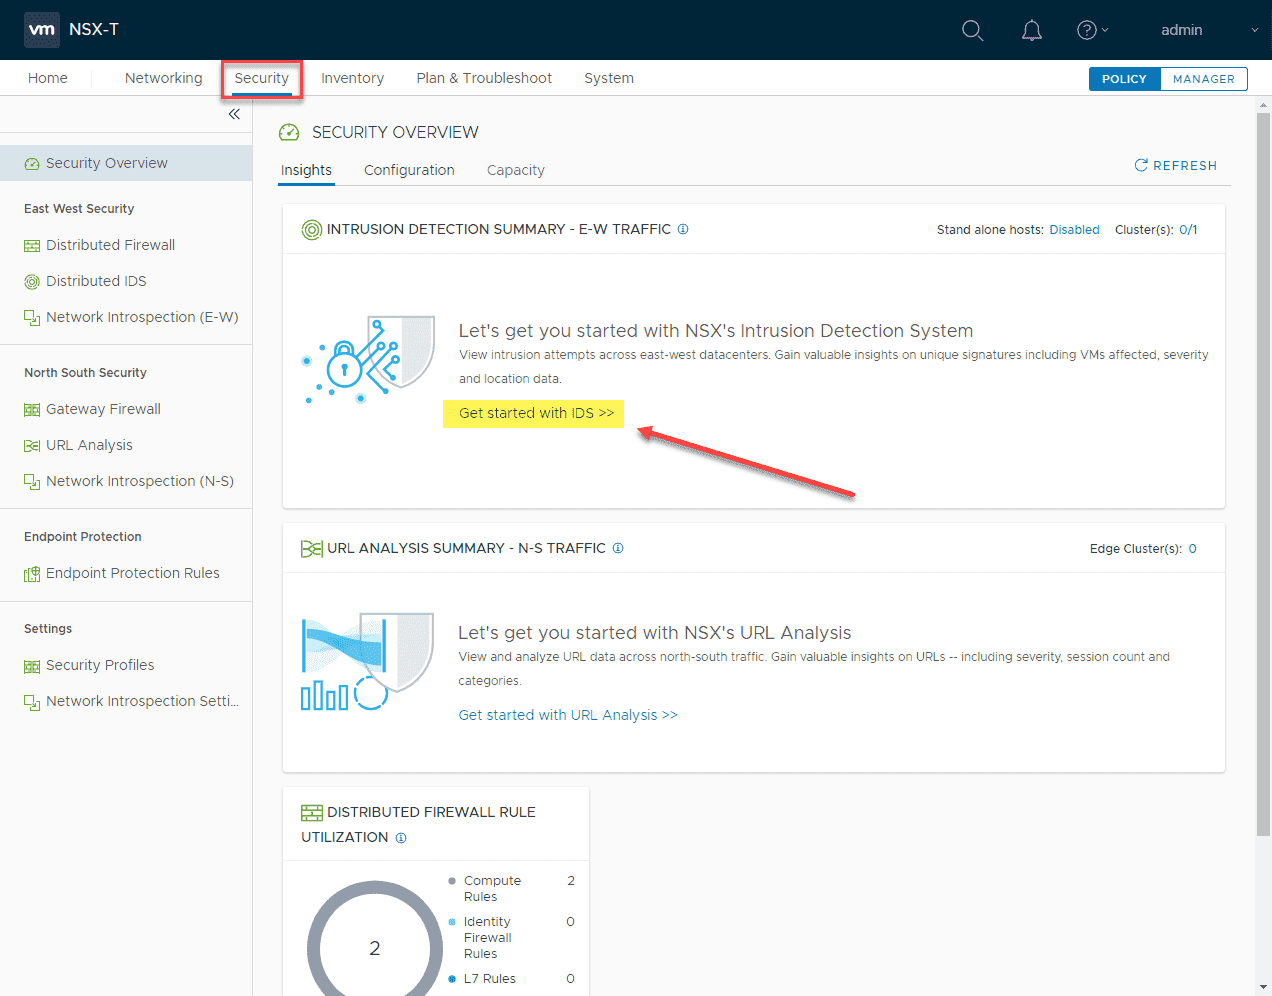 vm NSX-T
? admin
Home Networking Security Inventory Plan & Troubleshoot System POLICY MANAGER
SECURITY OVERVIEW
Insights Configuration Capacity REFRESH
Security Overview
East West Security
Distributed Firewall
Distributed IDS
Network Introspection (E-W)
North South Security
Gateway Firewall
URL Analysis
Network Introspection (N-S)
Endpoint Protection
Endpoint Protection Rules
Settings
Security Profiles
Network Introspection Setti...
INTRUSION DETECTION SUMMARY - E-W TRAFFIC Stand alone hosts: Disabled Cluster(s): 0/1
Let's get you started with NSX's Intrusion Detection System
View intrusion attempts across east-west datacenters. Gain valuable insights on unique signatures including VMs affected, severity
and location data.
Get started with IDS >>
URL ANALYSIS SUMMARY - N-S TRAFFIC Edge Cluster(s): 0
Let's get you started with NSX's URL Analysis
View and analyze URL data across north-south traffic. Gain valuable insights on URLs -- including severity, session count and
categories.
Get started with URL Analysis >>
DISTRIBUTED FIREWALL RULE
UTILIZATION
2
Compute 2
Rules
Identity 0
Firewall
Rules
L7 Rules 0